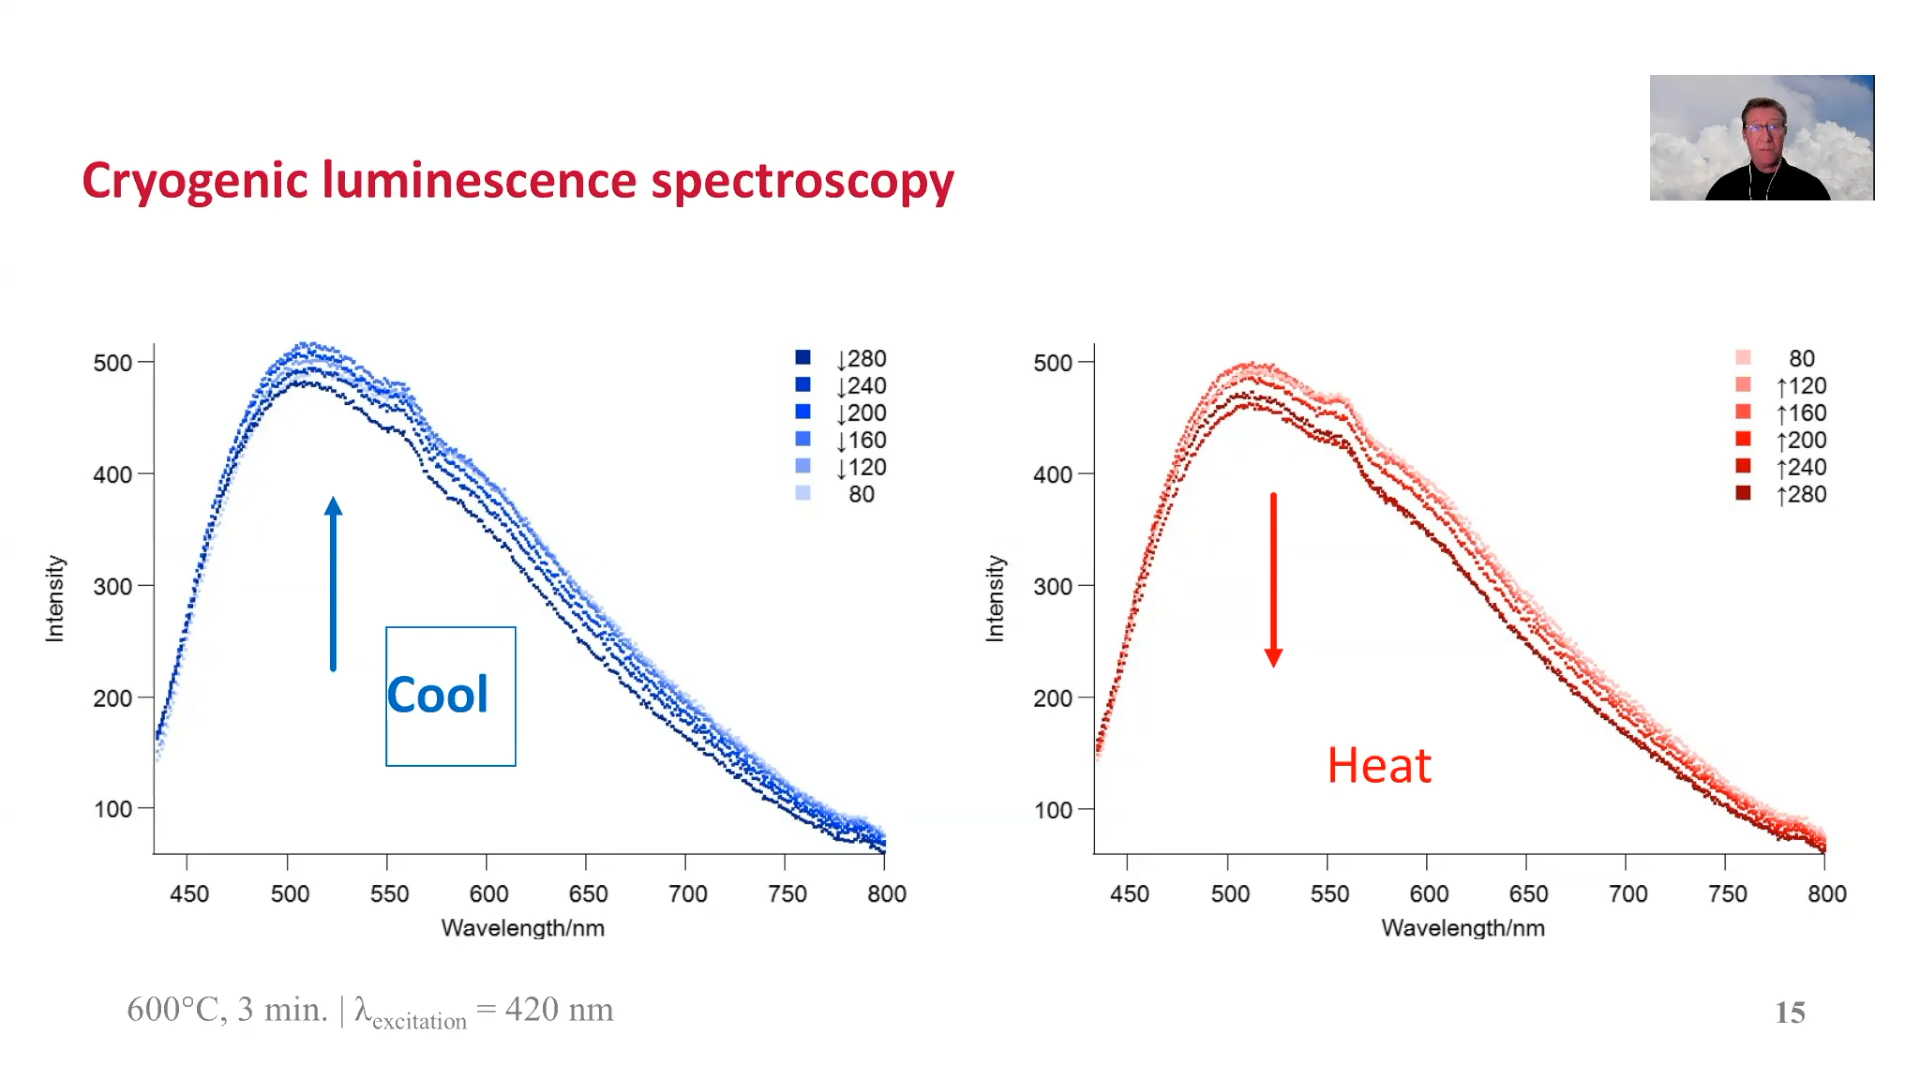 Cryogenic luminescence spectroscopy
500
400
300
200
100
Intensity
450 500 550 600 650 700 750 800
Wavelength/nm
↓280
↓240
↓200
↓160
↓120
80
Cool
500
400
300
200
100
Intensity
450 500 550 600 650 700 750 800
Wavelength/nm
80
↑120
↑160
↑200
↑240
↑280
Heat
600°C, 3 min. | λexcitation = 420 nm
15